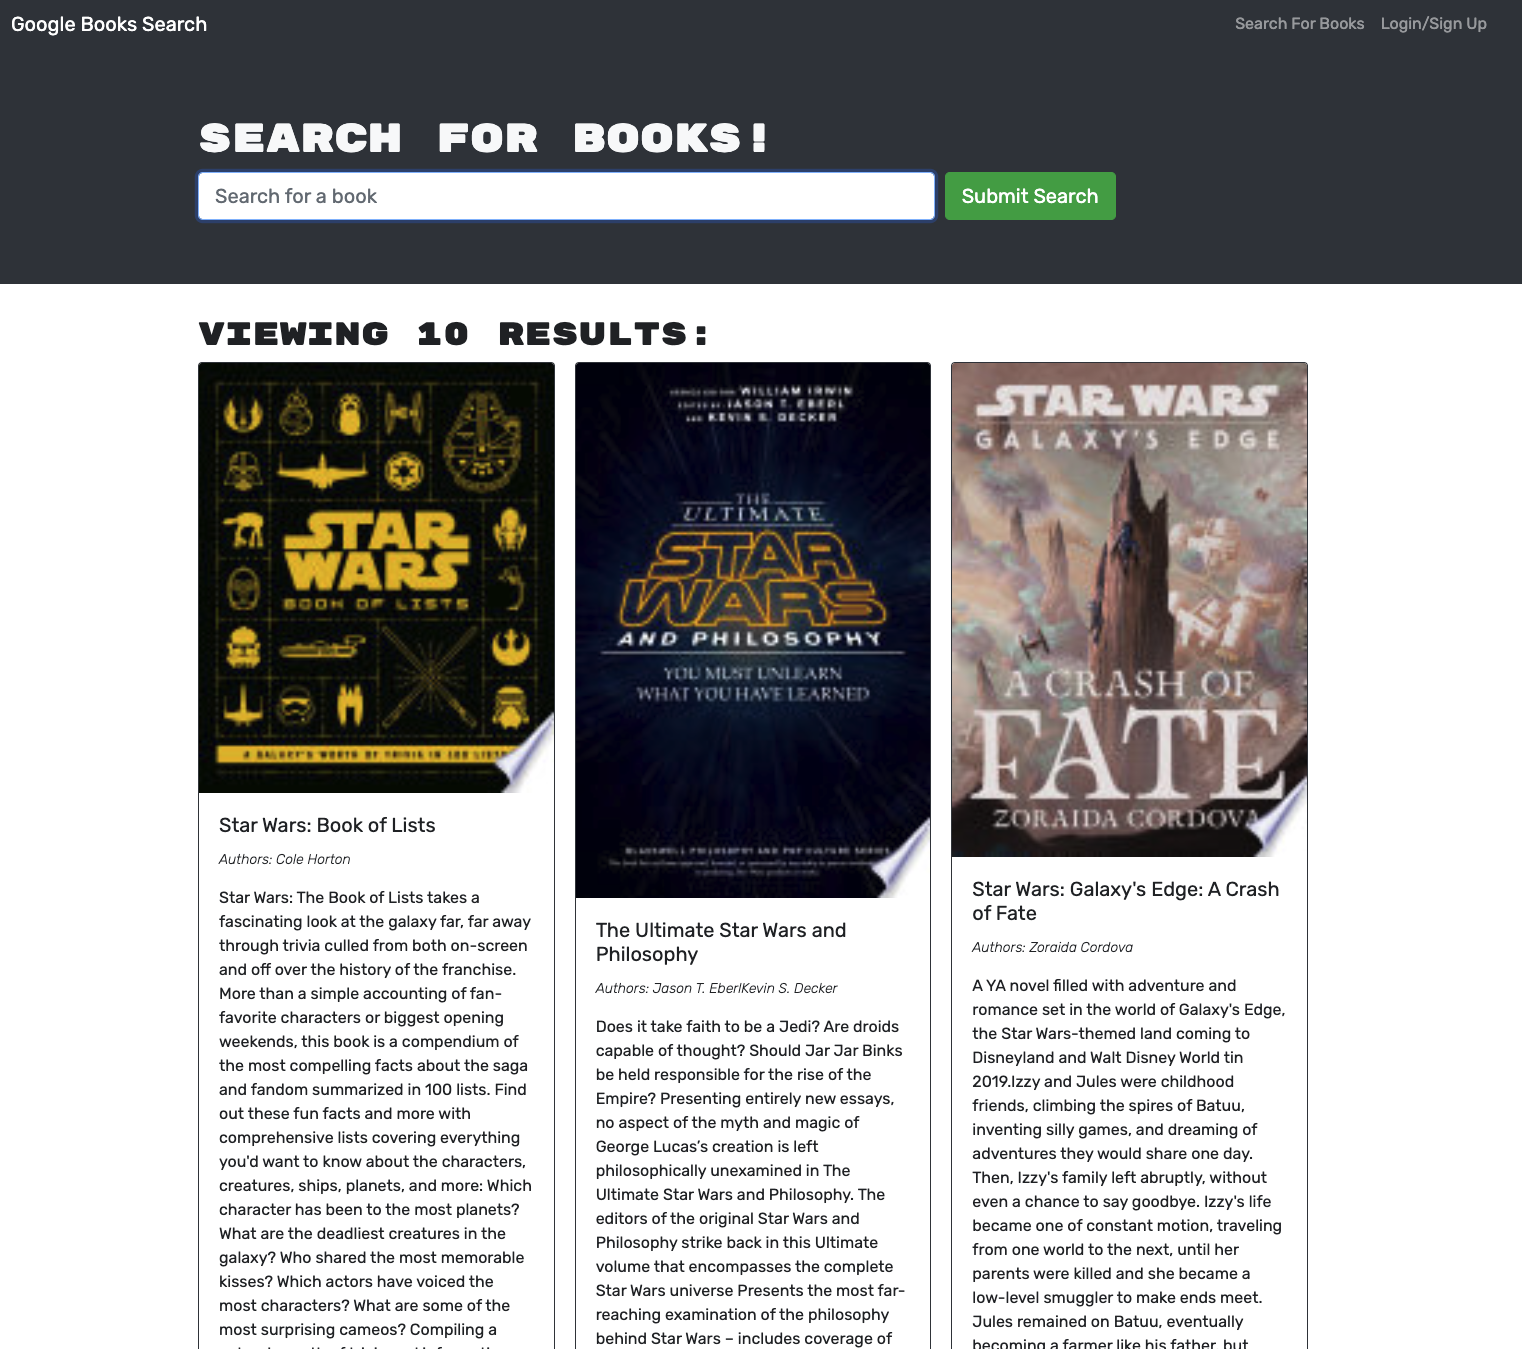 Google Books Search
Search For Books
Login/Sign Up
SEARCH FOR BOOKS!
Search for a book
Submit Search
VIEWING 10 RESULTS:
STAR
WARS
BOOK OF LISTS
A GALAXY'S WORTH OF TRIVIA IN 100 LISTS
Star Wars: Book of Lists
Authors: Cole Horton
Star Wars: The Book of Lists takes a
fascinating look at the galaxy far, far away
through trivia culled from both on-screen
and off over the history of the franchise.
More than a simple accounting of fan-
favorite characters or biggest opening
weekends, this book is a compendium of
the most compelling facts about the saga
and fandom summarized in 100 lists. Find
out these fun facts and more with
comprehensive lists covering everything
you'd want to know about the characters,
creatures, ships, planets, and more: Which
character has been to the most planets?
What are the deadliest creatures in the
galaxy? Who shared the most memorable
kisses? Which actors have voiced the
most characters? What are some of the
most surprising cameos? Compiling a
WILLIAM IRWIN
EDITED BY JASON T. EBERL
AND KEVIN S. DECKER
THE
ULTIMATE
STAR
WARS
AND PHILOSOPHY
YOU MUST UNLEARN
WHAT YOU HAVE LEARNED
BLACKWELL PHILOSOPHY AND POP CULTURE SERIES
The Ultimate Star Wars and
Philosophy
Authors: Jason T. EberlKevin S. Decker
Does it take faith to be a Jedi? Are droids
capable of thought? Should Jar Jar Binks
be held responsible for the rise of the
Empire? Presenting entirely new essays,
no aspect of the myth and magic of
George Lucas’s creation is left
philosophically unexamined in The
Ultimate Star Wars and Philosophy. The
editors of the original Star Wars and
Philosophy strike back in this Ultimate
volume that encompasses the complete
Star Wars universe Presents the most far-
reaching examination of the philosophy
behind Star Wars – includes coverage of
STAR WARS
GALAXY'S EDGE
A CRASH OF
FATE
ZORAIDA CORDOVA
Star Wars: Galaxy's Edge: A Crash
of Fate
Authors: Zoraida Cordova
A YA novel filled with adventure and
romance set in the world of Galaxy's Edge,
the Star Wars-themed land coming to
Disneyland and Walt Disney World tin
2019.Izzy and Jules were childhood
friends, climbing the spires of Batuu,
inventing silly games, and dreaming of
adventures they would share one day.
Then, Izzy's family left abruptly, without
even a chance to say goodbye. Izzy's life
became one of constant motion, traveling
from one world to the next, until her
parents were killed and she became a
low-level smuggler to make ends meet.
Jules remained on Batuu, eventually
becoming a farmer like his father, but